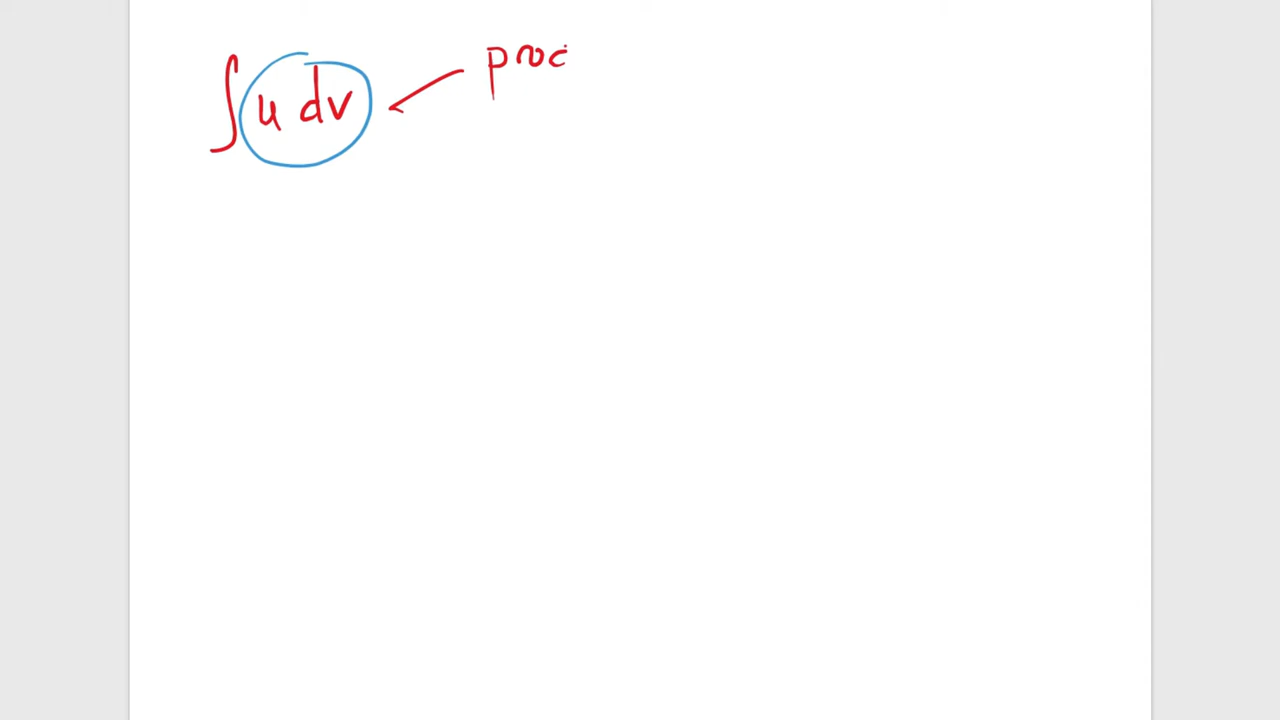 ∫ u dv ← proc